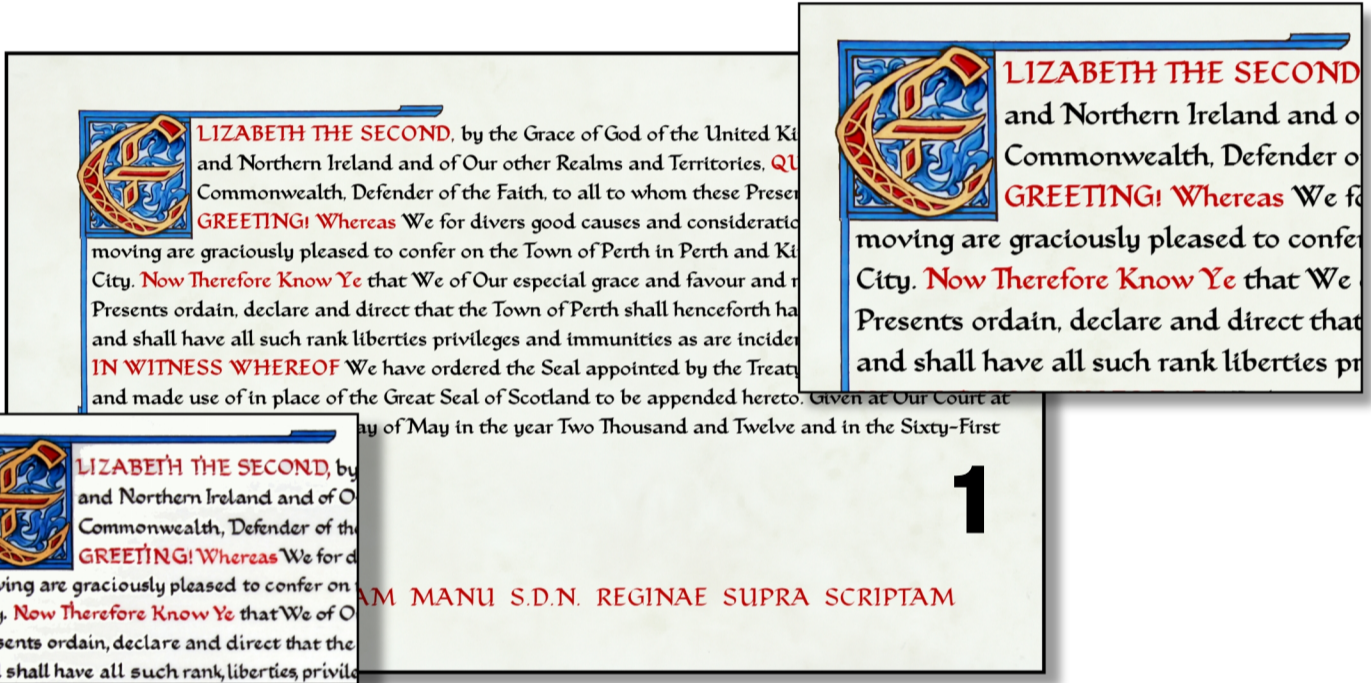 ELIZABETH THE SECOND, by the Grace of God of the United Ki
and Northern Ireland and of Our other Realms and Territories, QU
Commonwealth, Defender of the Faith, to all to whom these Presen
GREETING! Whereas We for divers good causes and consideratio
moving are graciously pleased to confer on the Town of Perth in Perth and Ki
City. Now Therefore Know Ye that We of Our especial grace and favour and
Presents ordain, declare and direct that the Town of Perth shall henceforth ha
and shall have all such rank liberties privileges and immunities as are inciden
IN WITNESS WHEREOF We have ordered the Seal appointed by the Treaty
and made use of in place of the Great Seal of Scotland to be appended hereto. Given at Our Court at
ay of May in the year Two Thousand and Twelve and in the Sixty-First
1
AM MANU S.D.N. REGINAE SUPRA SCRIPTAM
ELIZABETH THE SECOND
and Northern Ireland and o
Commonwealth, Defender o
GREETING! Whereas We fo
moving are graciously pleased to confer
City. Now Therefore Know Ye that We
Presents ordain, declare and direct that
and shall have all such rank liberties pr
ELIZABETH THE SECOND, by
and Northern Ireland and of O
Commonwealth, Defender of the
GREETING! Whereas We for d
ving are graciously pleased to confer on
y. Now Therefore Know Ye that We of O
sents ordain, declare and direct that the
shall have all such rank, liberties, privile